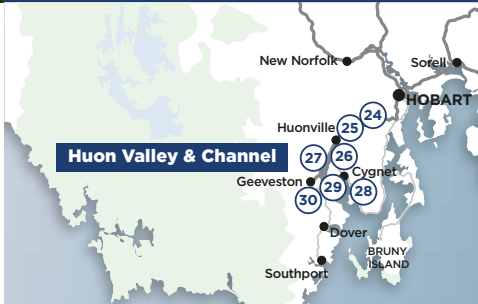 New Norfolk
Sorell
HOBART
24
25
Huonville
Huon Valley & Channel
27
26
Cygnet
Geeveston
29
28
30
Dover
BRUNY
ISLAND
Southport